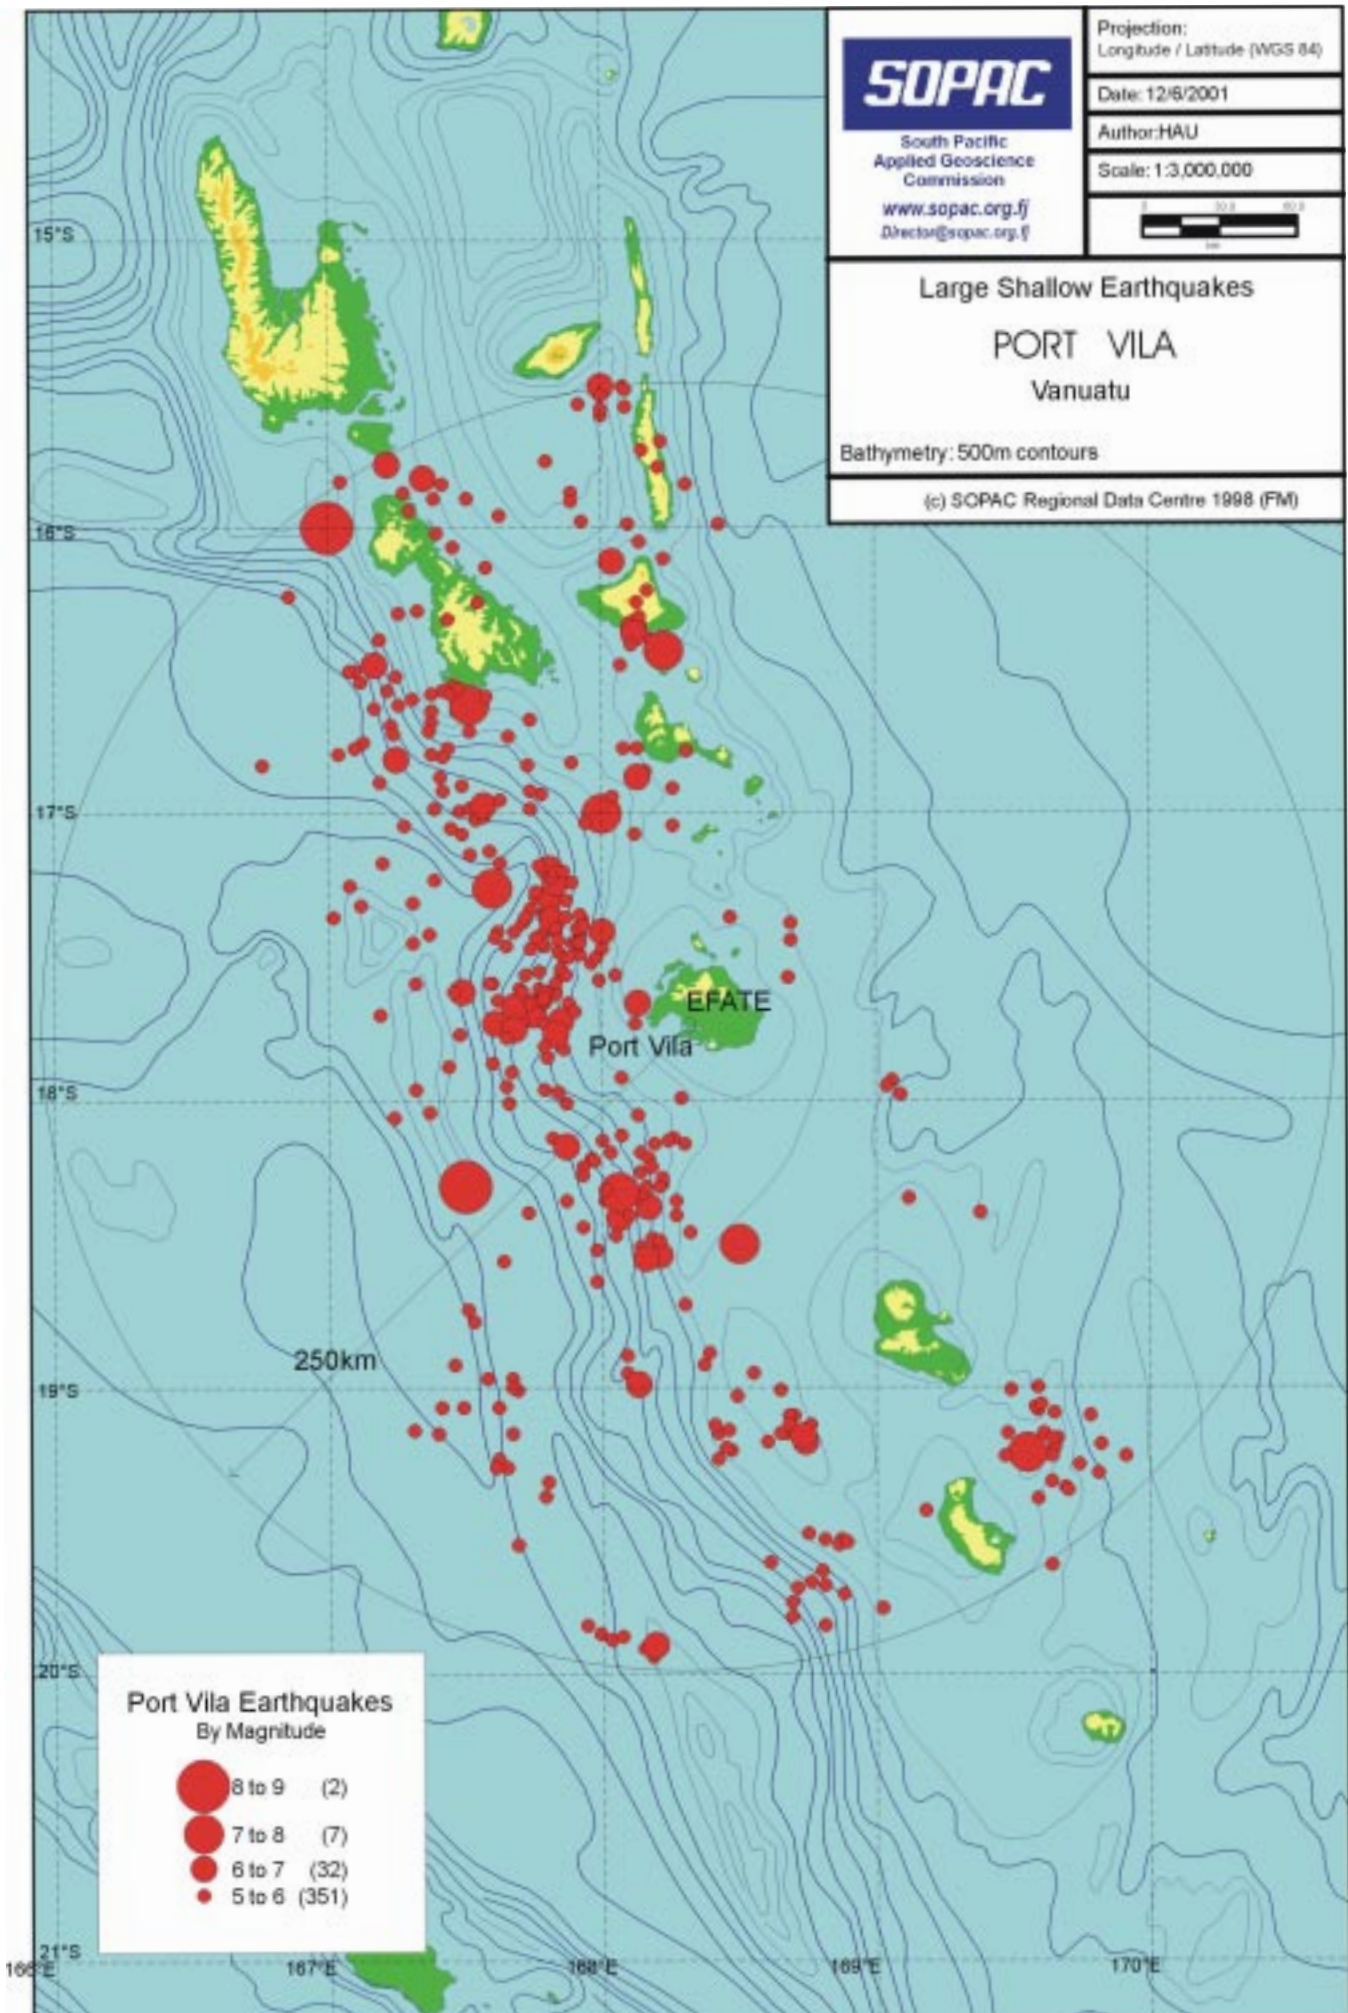 SOPAC
South Pacific
Applied Geoscience
Commission
www.sopac.org.fj
Director@sopac.org.fj
Projection:
Longitude / Latitude (WGS 84)
Date: 12/6/2001
Author:HAU
Scale: 1:3,000,000
0
km
Large Shallow Earthquakes
PORT VILA
Vanuatu
Bathymetry: 500m contours
(c) SOPAC Regional Data Centre 1998 (FM)
15°S
16°S
17°S
EFATE
Port Vila
18°S
250km
19°S
20°S
Port Vila Earthquakes
By Magnitude
8 to 9 (2)
7 to 8 (7)
6 to 7 (32)
5 to 6 (351)
21°S
166°E
167°E
168°E
169°E
170°E